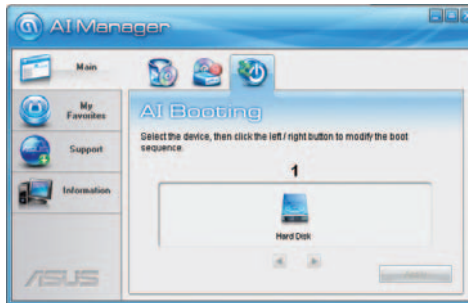 AI Manager
Main
My
Favorites
Support
Information
AI Booting
Select the device, then click the left / right button to modify the boot
sequence.
1
Hard Disk
ASUS